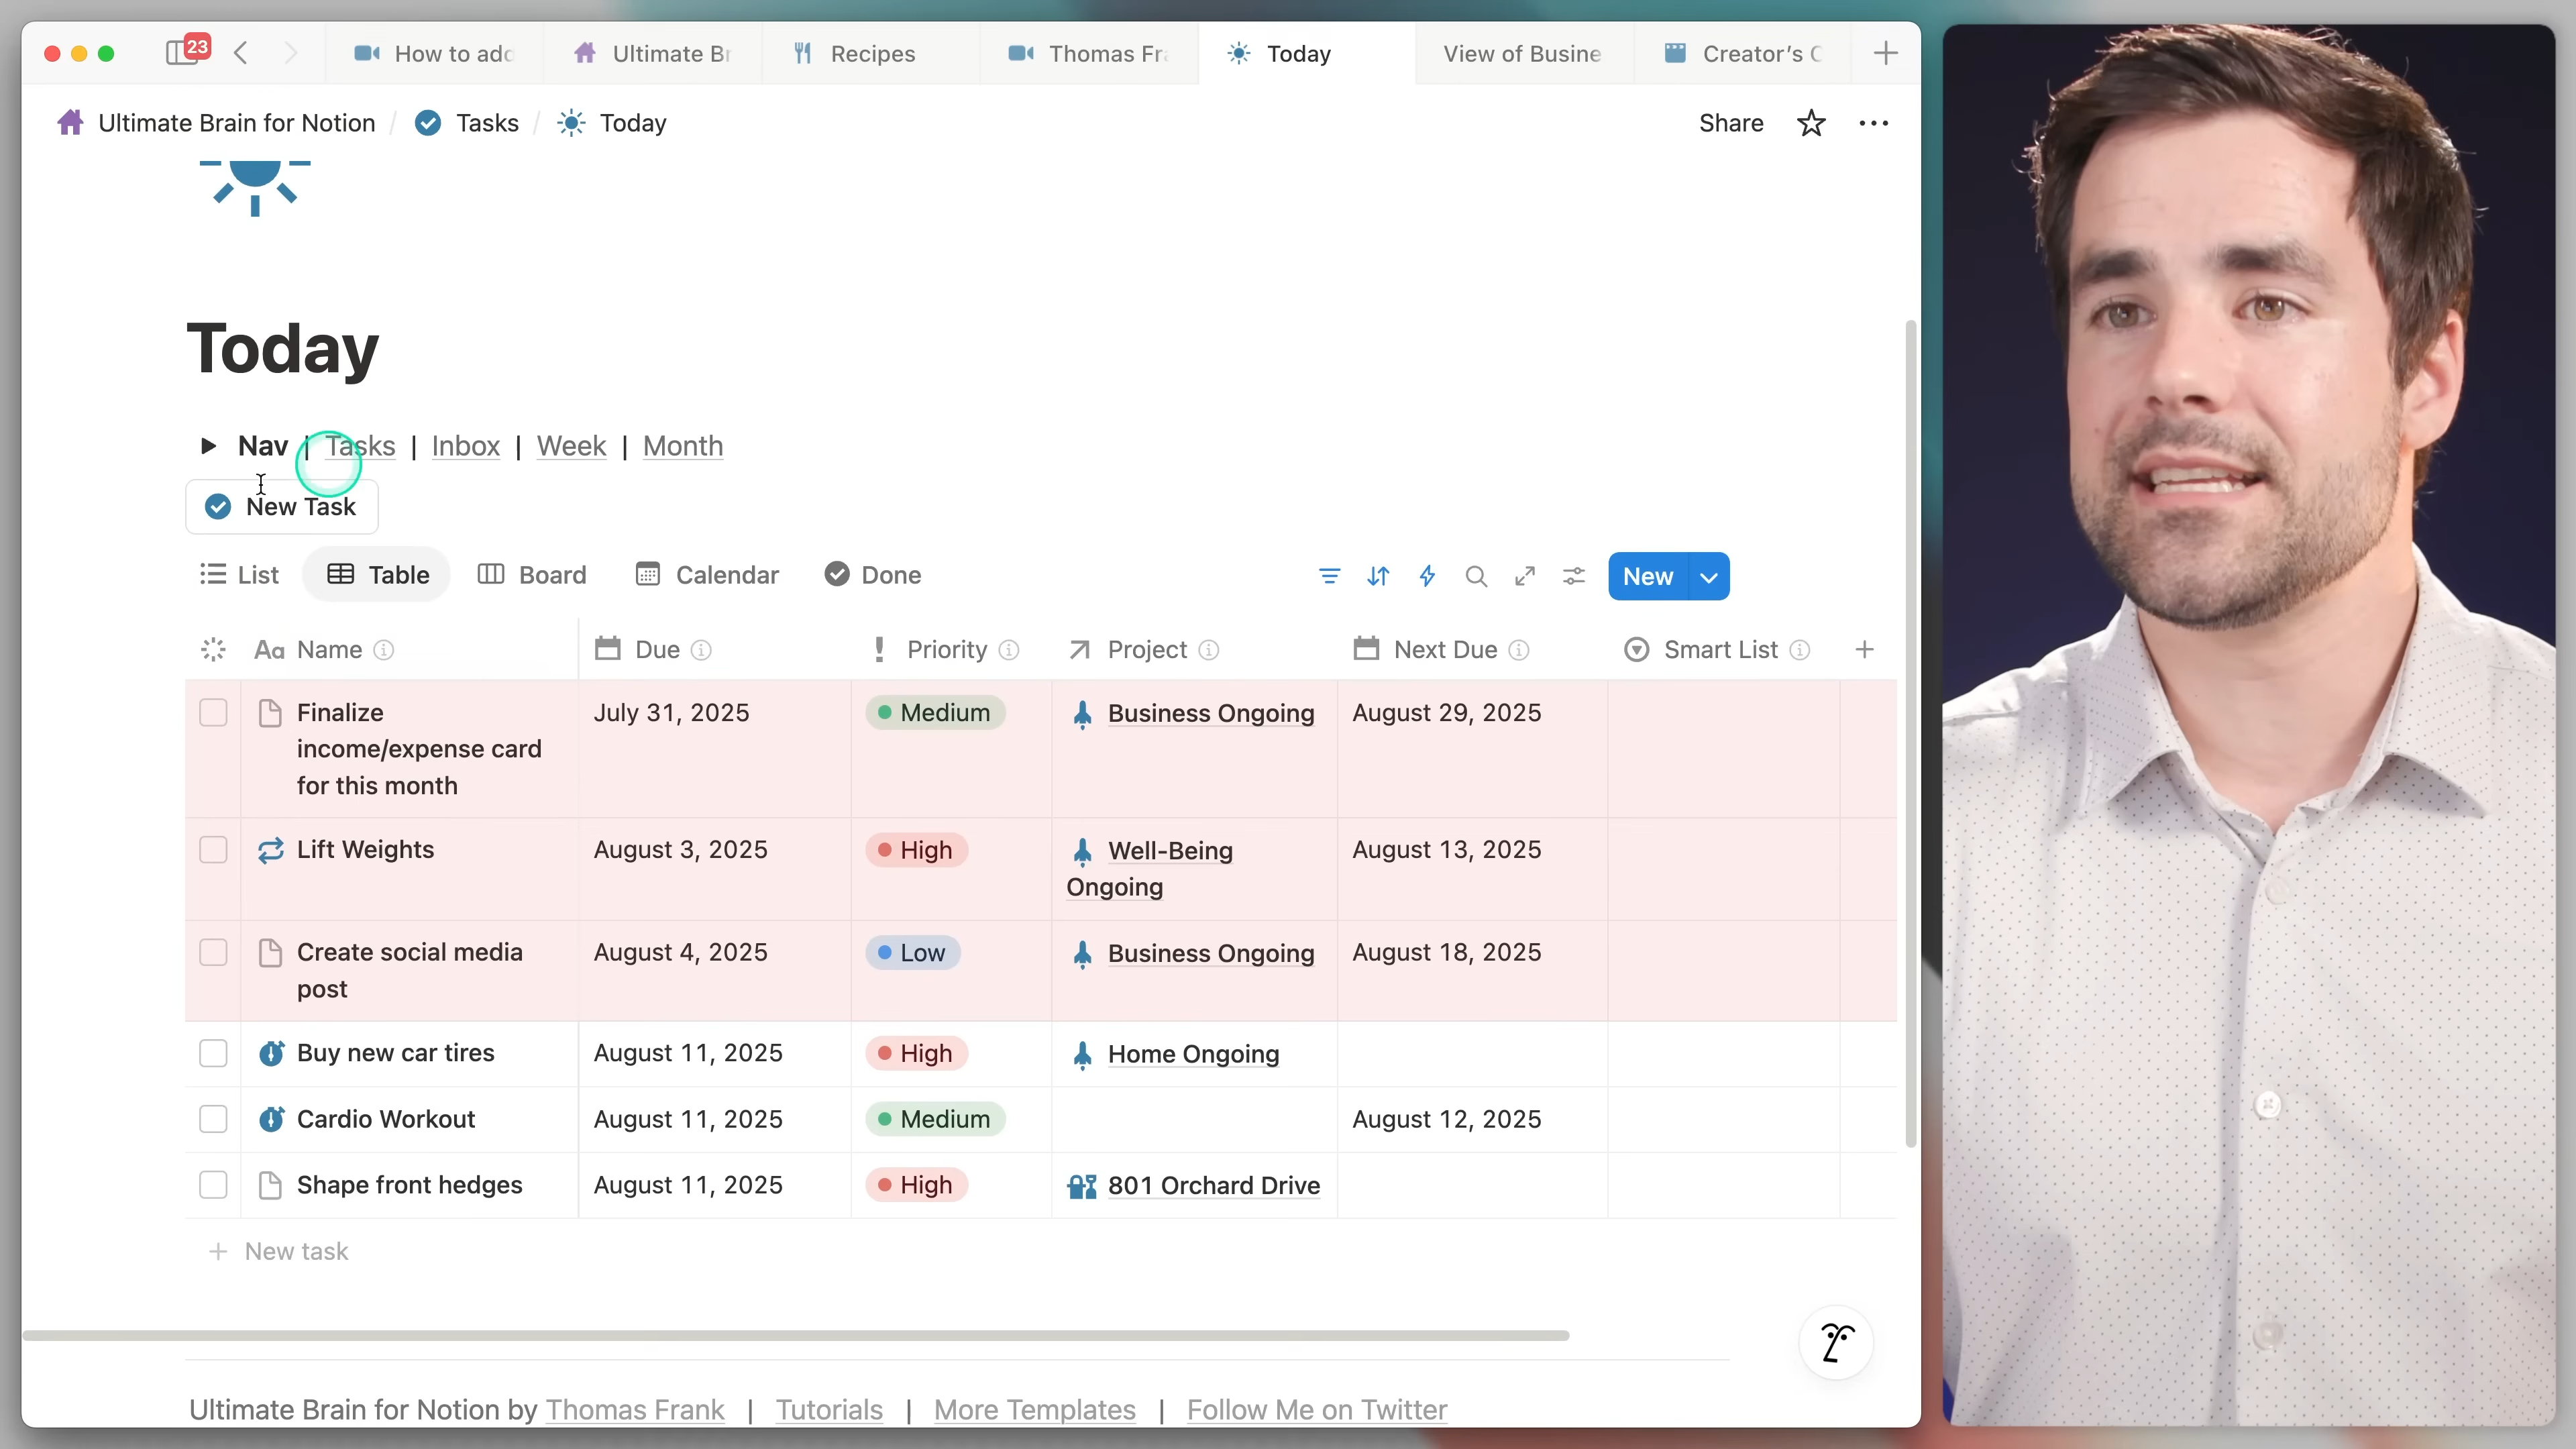 23
How to add
Ultimate Br
Recipes
Thomas Fra
Today
View of Busine
Creator's C
Ultimate Brain for Notion / Tasks / Today
Share
Today
Nav | Tasks | Inbox | Week | Month
New Task
List
Table
Board
Calendar
Done
New
Aa Name
Due
Priority
Project
Next Due
Smart List
Finalize
income/expense card
for this month
July 31, 2025
Medium
Business Ongoing
August 29, 2025
Lift Weights
August 3, 2025
High
Well-Being
Ongoing
August 13, 2025
Create social media
post
August 4, 2025
Low
Business Ongoing
August 18, 2025
Buy new car tires
August 11, 2025
High
Home Ongoing
Cardio Workout
August 11, 2025
Medium
August 12, 2025
Shape front hedges
August 11, 2025
High
801 Orchard Drive
+ New task
Ultimate Brain for Notion by Thomas Frank | Tutorials | More Templates | Follow Me on Twitter